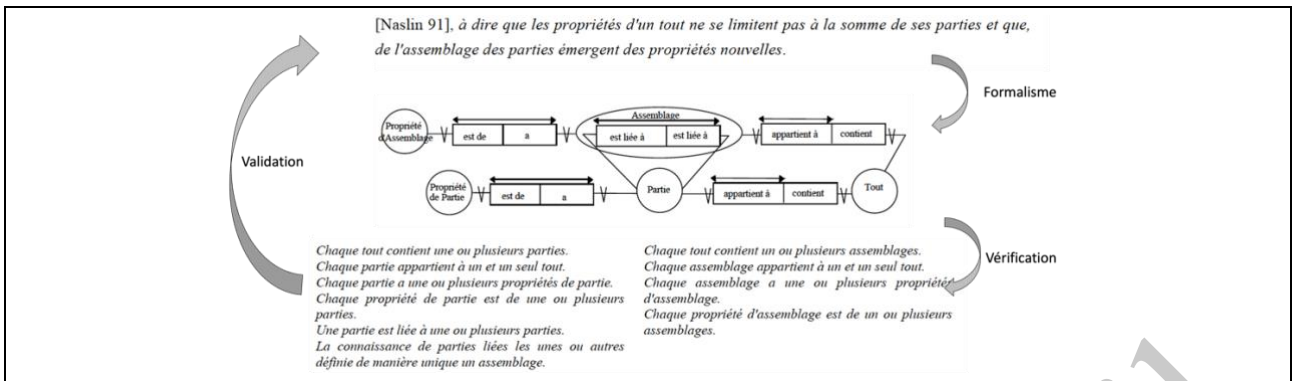 [Naslin 91], à dire que les propriétés d'un tout ne se limitent pas à la somme de ses parties et que,
de l'assemblage des parties émergent des propriétés nouvelles.
Formalisme
Assemblage
Propriété
d'Assemblage
est de
a
est liée à
est liée à
appartient à
contient
Validation
Propriété
de Partie
est de
a
Partie
appartient à
contient
Tout
Vérification
Chaque tout contient une ou plusieurs parties.
Chaque partie appartient à un et un seul tout.
Chaque partie a une ou plusieurs propriétés de partie.
Chaque propriété de partie est de une ou plusieurs
parties.
Une partie est liée à une ou plusieurs parties.
La connaissance de parties liées les unes ou autres
définie de manière unique un assemblage.
Chaque tout contient un ou plusieurs assemblages.
Chaque assemblage appartient à un et un seul tout.
Chaque assemblage a une ou plusieurs propriétés
d'assemblage.
Chaque propriété d'assemblage est de un ou plusieurs
assemblages.